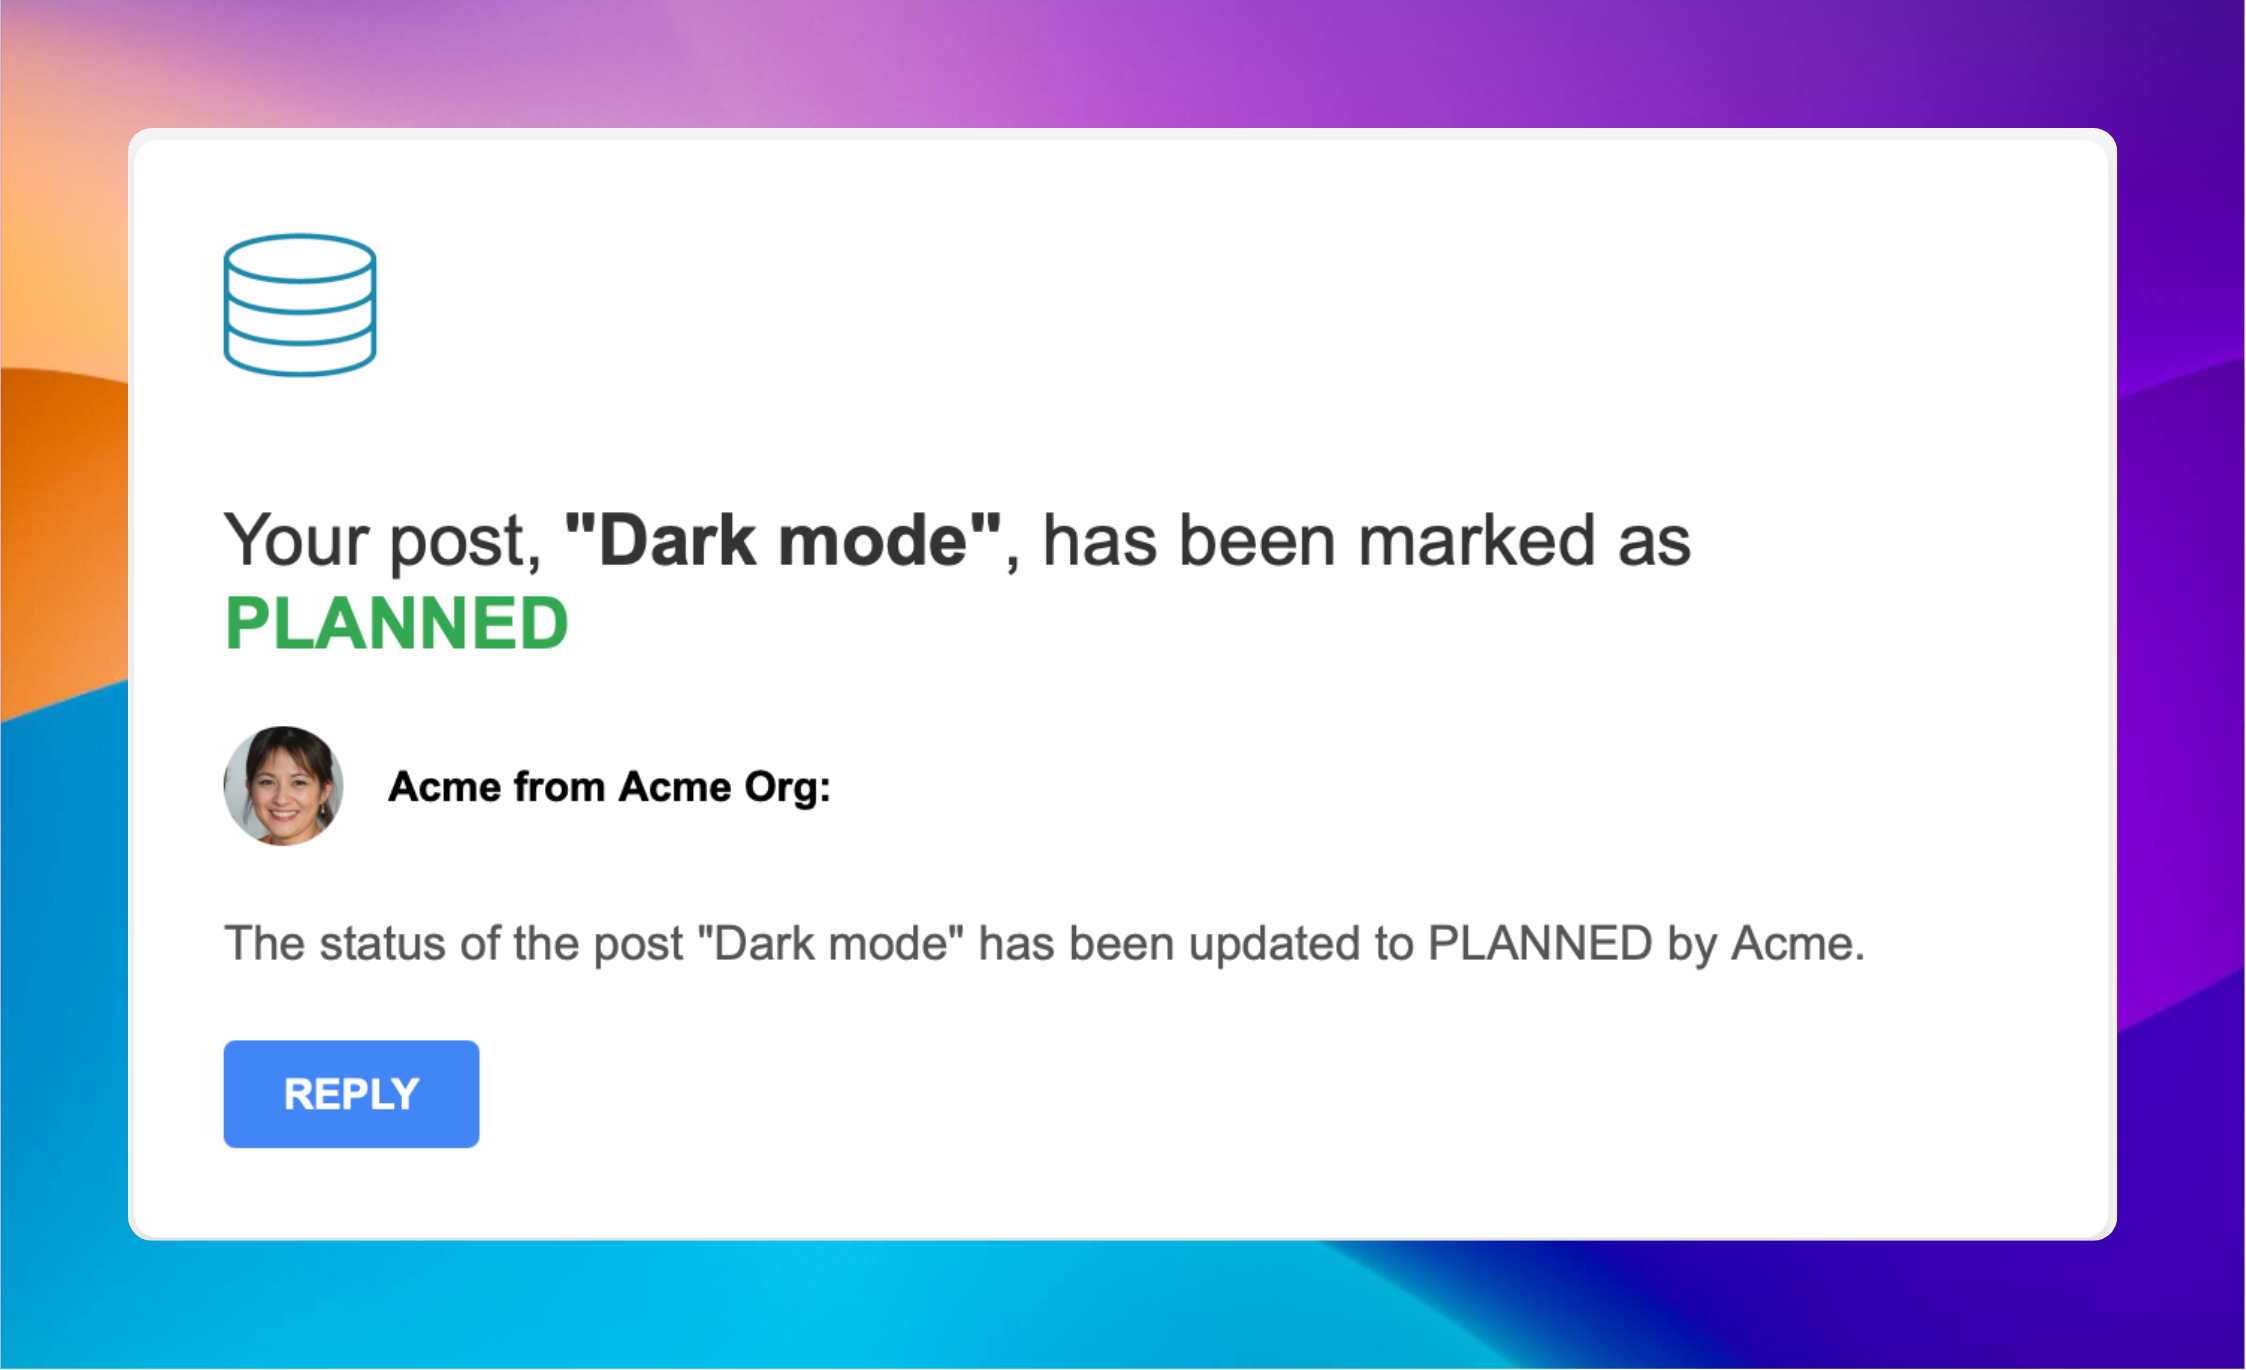 Your post, "Dark mode", has been marked as
PLANNED
Acme from Acme Org:
The status of the post "Dark mode" has been updated to PLANNED by Acme.
REPLY